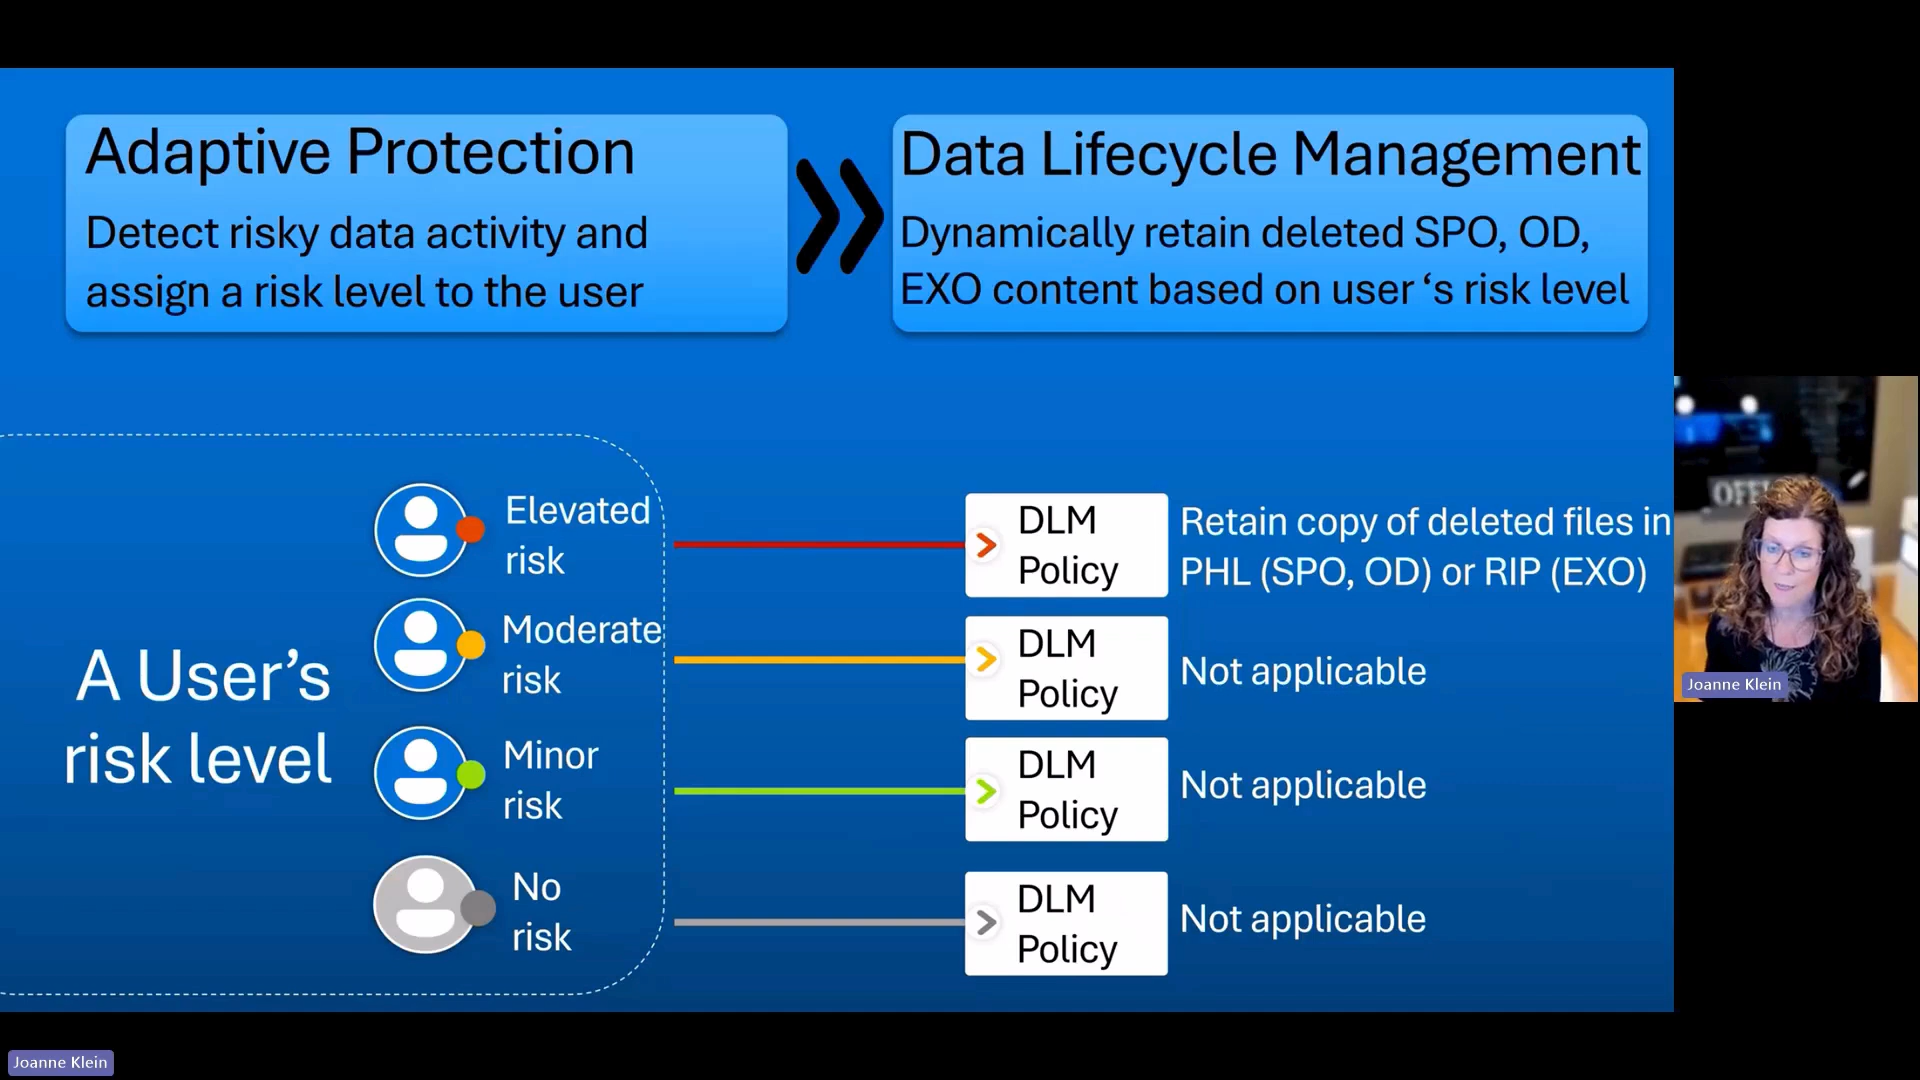 Adaptive Protection
Detect risky data activity and
assign a risk level to the user
Data Lifecycle Management
Dynamically retain deleted SPO, OD,
EXO content based on user ‘s risk level
A User’s
risk level
Elevated
risk
DLM
Policy
Retain copy of deleted files in
PHL (SPO, OD) or RIP (EXO)
Moderate
risk
DLM
Policy
Not applicable
Minor
risk
DLM
Policy
Not applicable
No
risk
DLM
Policy
Not applicable
Joanne Klein
Joanne Klein